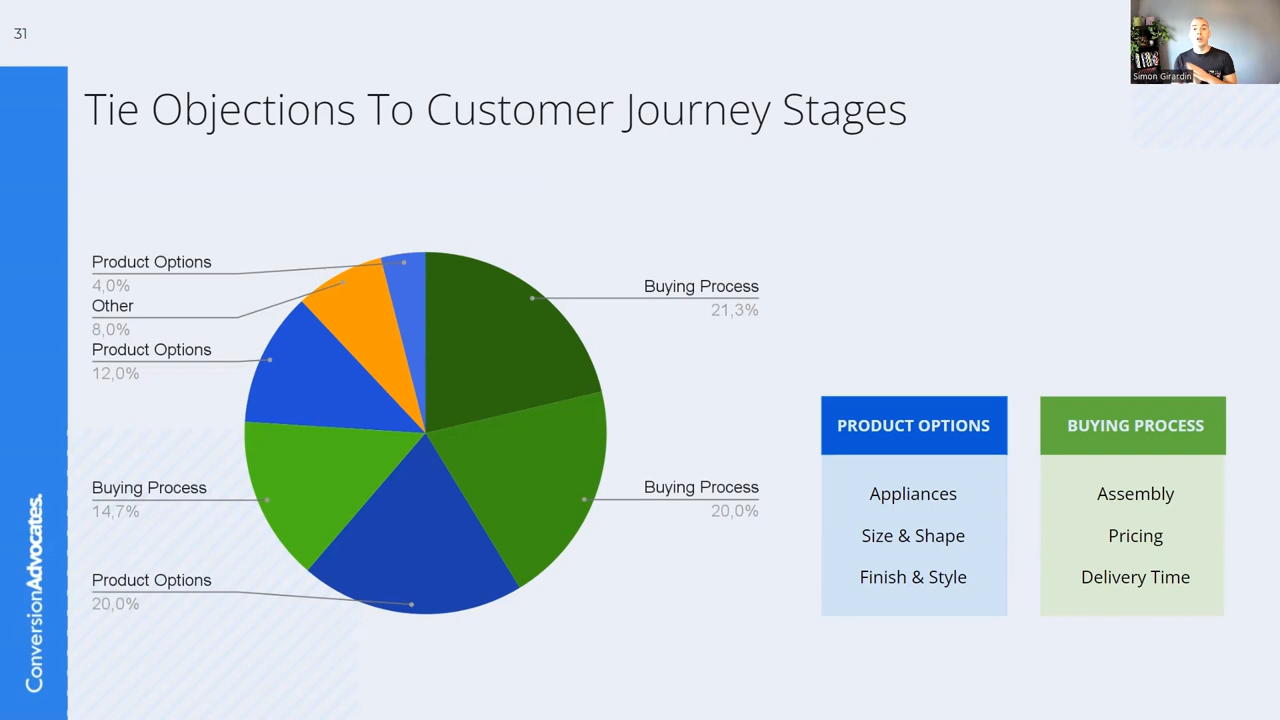 31
Simon Girardin
Tie Objections To Customer Journey Stages
Product Options
4,0%
Other
8,0%
Product Options
12,0%
Buying Process
14,7%
Product Options
20,0%
Buying Process
21,3%
Buying Process
20,0%
PRODUCT OPTIONS
Appliances
Size & Shape
Finish & Style
BUYING PROCESS
Assembly
Pricing
Delivery Time
ConversionAdvocates.